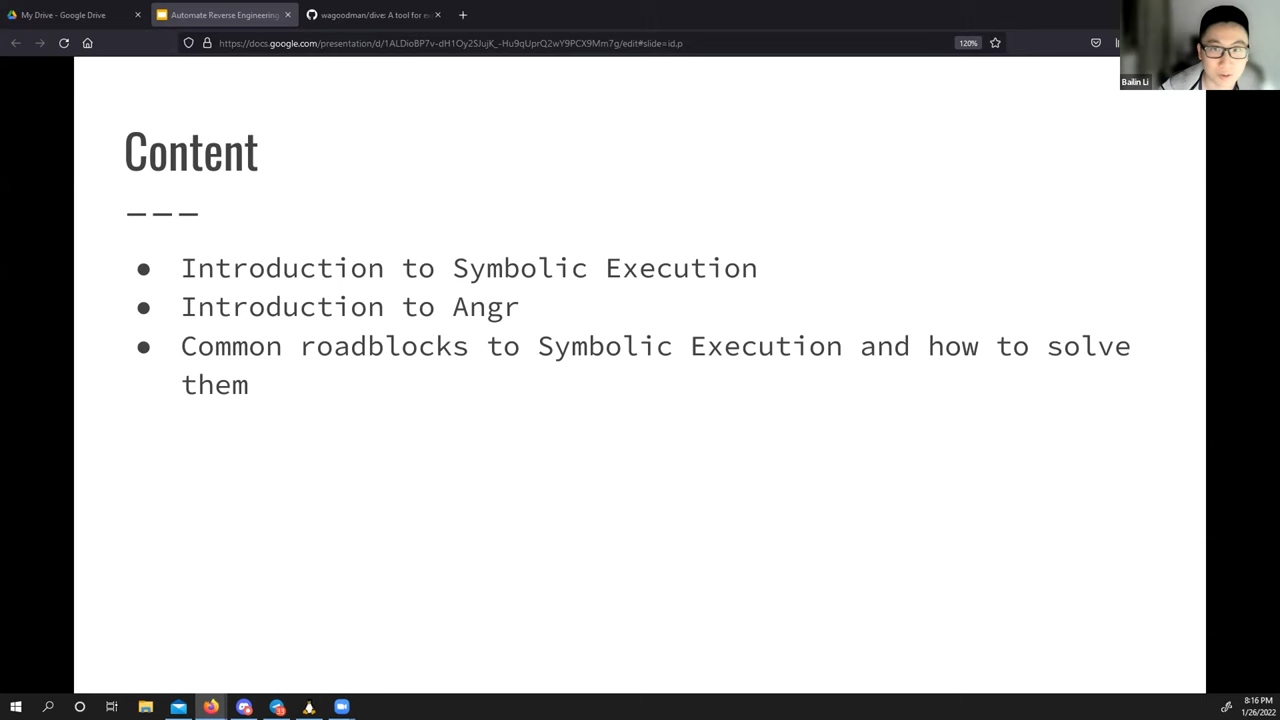 My Drive - Google Drive
Automate Reverse Engineering
wagoodman/dive: A tool for ex
https://docs.google.com/presentation/d/1ALDioBP7v-dH1Oy2SJujK_-Hu9qUprQ2wY9PCX9Mm7g/edit#slide=id.p
120%
Bailin Li
Content
● Introduction to Symbolic Execution
● Introduction to Angr
● Common roadblocks to Symbolic Execution and how to solve
them
8:16 PM
1/26/2022